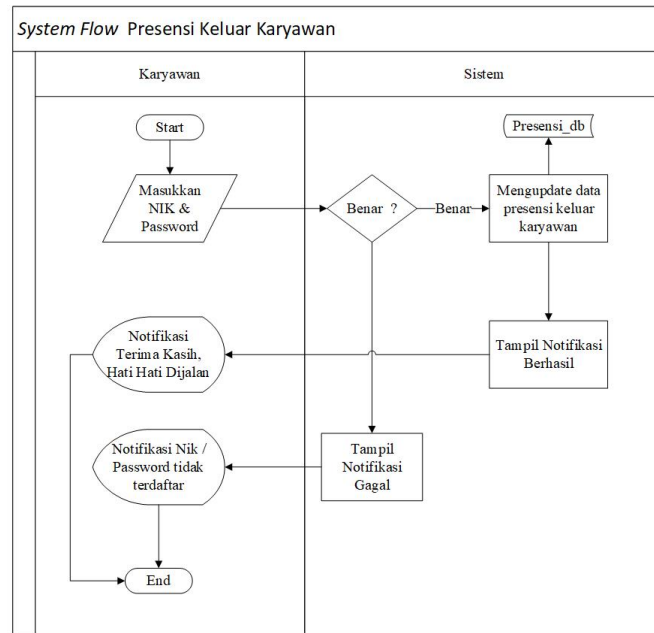 System Flow Presensi Keluar Karyawan
Karyawan
Sistem
Start
Presensi_db
Masukkan
NIK &
Password
Benar ?
Benar
Mengupdate data
presensi keluar
karyawan
Notifikasi
Terima Kasih,
Hati Hati Dijalan
Tampil Notifikasi
Berhasil
Notifikasi Nik /
Password tidak
terdaftar
Tampil
Notifikasi
Gagal
End